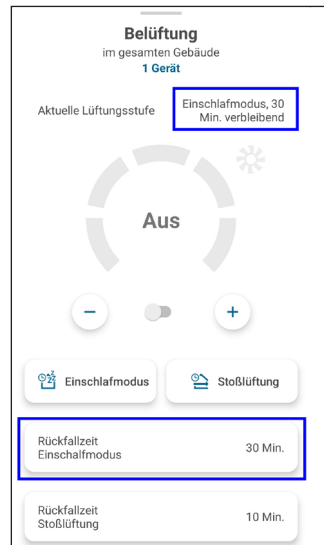 Belüftung
im gesamten Gebäude
1 Gerät
Aktuelle Lüftungsstufe
Einschlafmodus, 30
Min. verbleibend
Aus
−
+
Einschlafmodus
Stoßlüftung
Rückfallzeit
Einschalfmodus
30 Min.
Rückfallzeit
Stoßlüftung
10 Min.